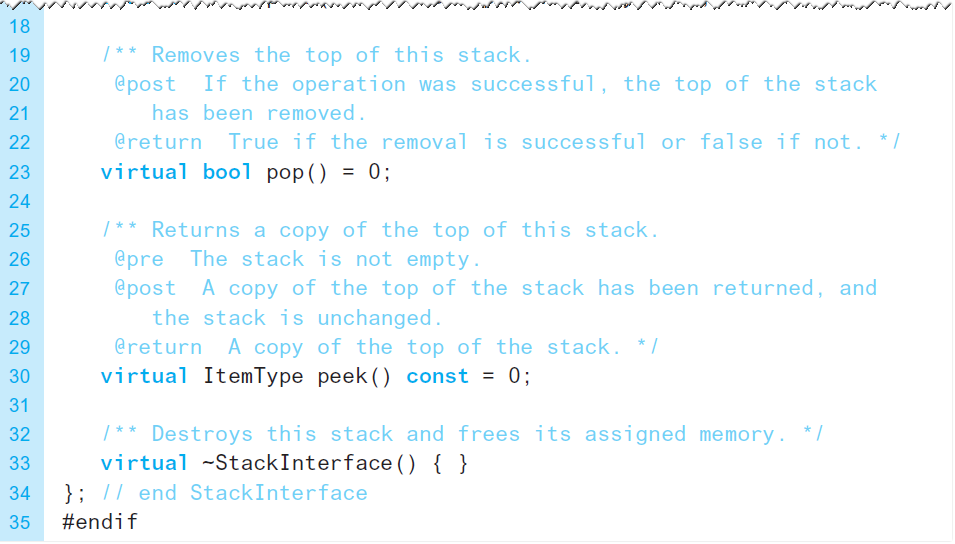 18
19 /** Removes the top of this stack.
20 @post If the operation was successful, the top of the stack
21 has been removed.
22 @return True if the removal is successful or false if not. */
23 virtual bool pop() = 0;
24
25 /** Returns a copy of the top of this stack.
26 @pre The stack is not empty.
27 @post A copy of the top of the stack has been returned, and
28 the stack is unchanged.
29 @return A copy of the top of the stack. */
30 virtual ItemType peek() const = 0;
31
32 /** Destroys this stack and frees its assigned memory. */
33 virtual ~StackInterface() { }
34 }; // end StackInterface
35 #endif